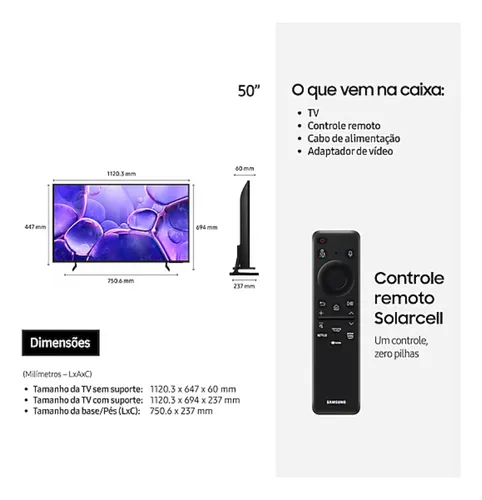 50”
1120.3 mm
60 mm
447 mm
694 mm
750.6 mm
237 mm
Dimensões
(Milímetros – LxAxC)
• Tamanho da TV sem suporte: 1120.3 x 647 x 60 mm
• Tamanho da TV com suporte: 1120.3 x 694 x 237 mm
• Tamanho da base/Pés (LxC): 750.6 x 237 mm
O que vem na caixa:
• TV
• Controle remoto
• Cabo de alimentação
• Adaptador de vídeo
Controle
remoto
Solarcell
Um controle,
zero pilhas
NETFLIX
SAMSUNG